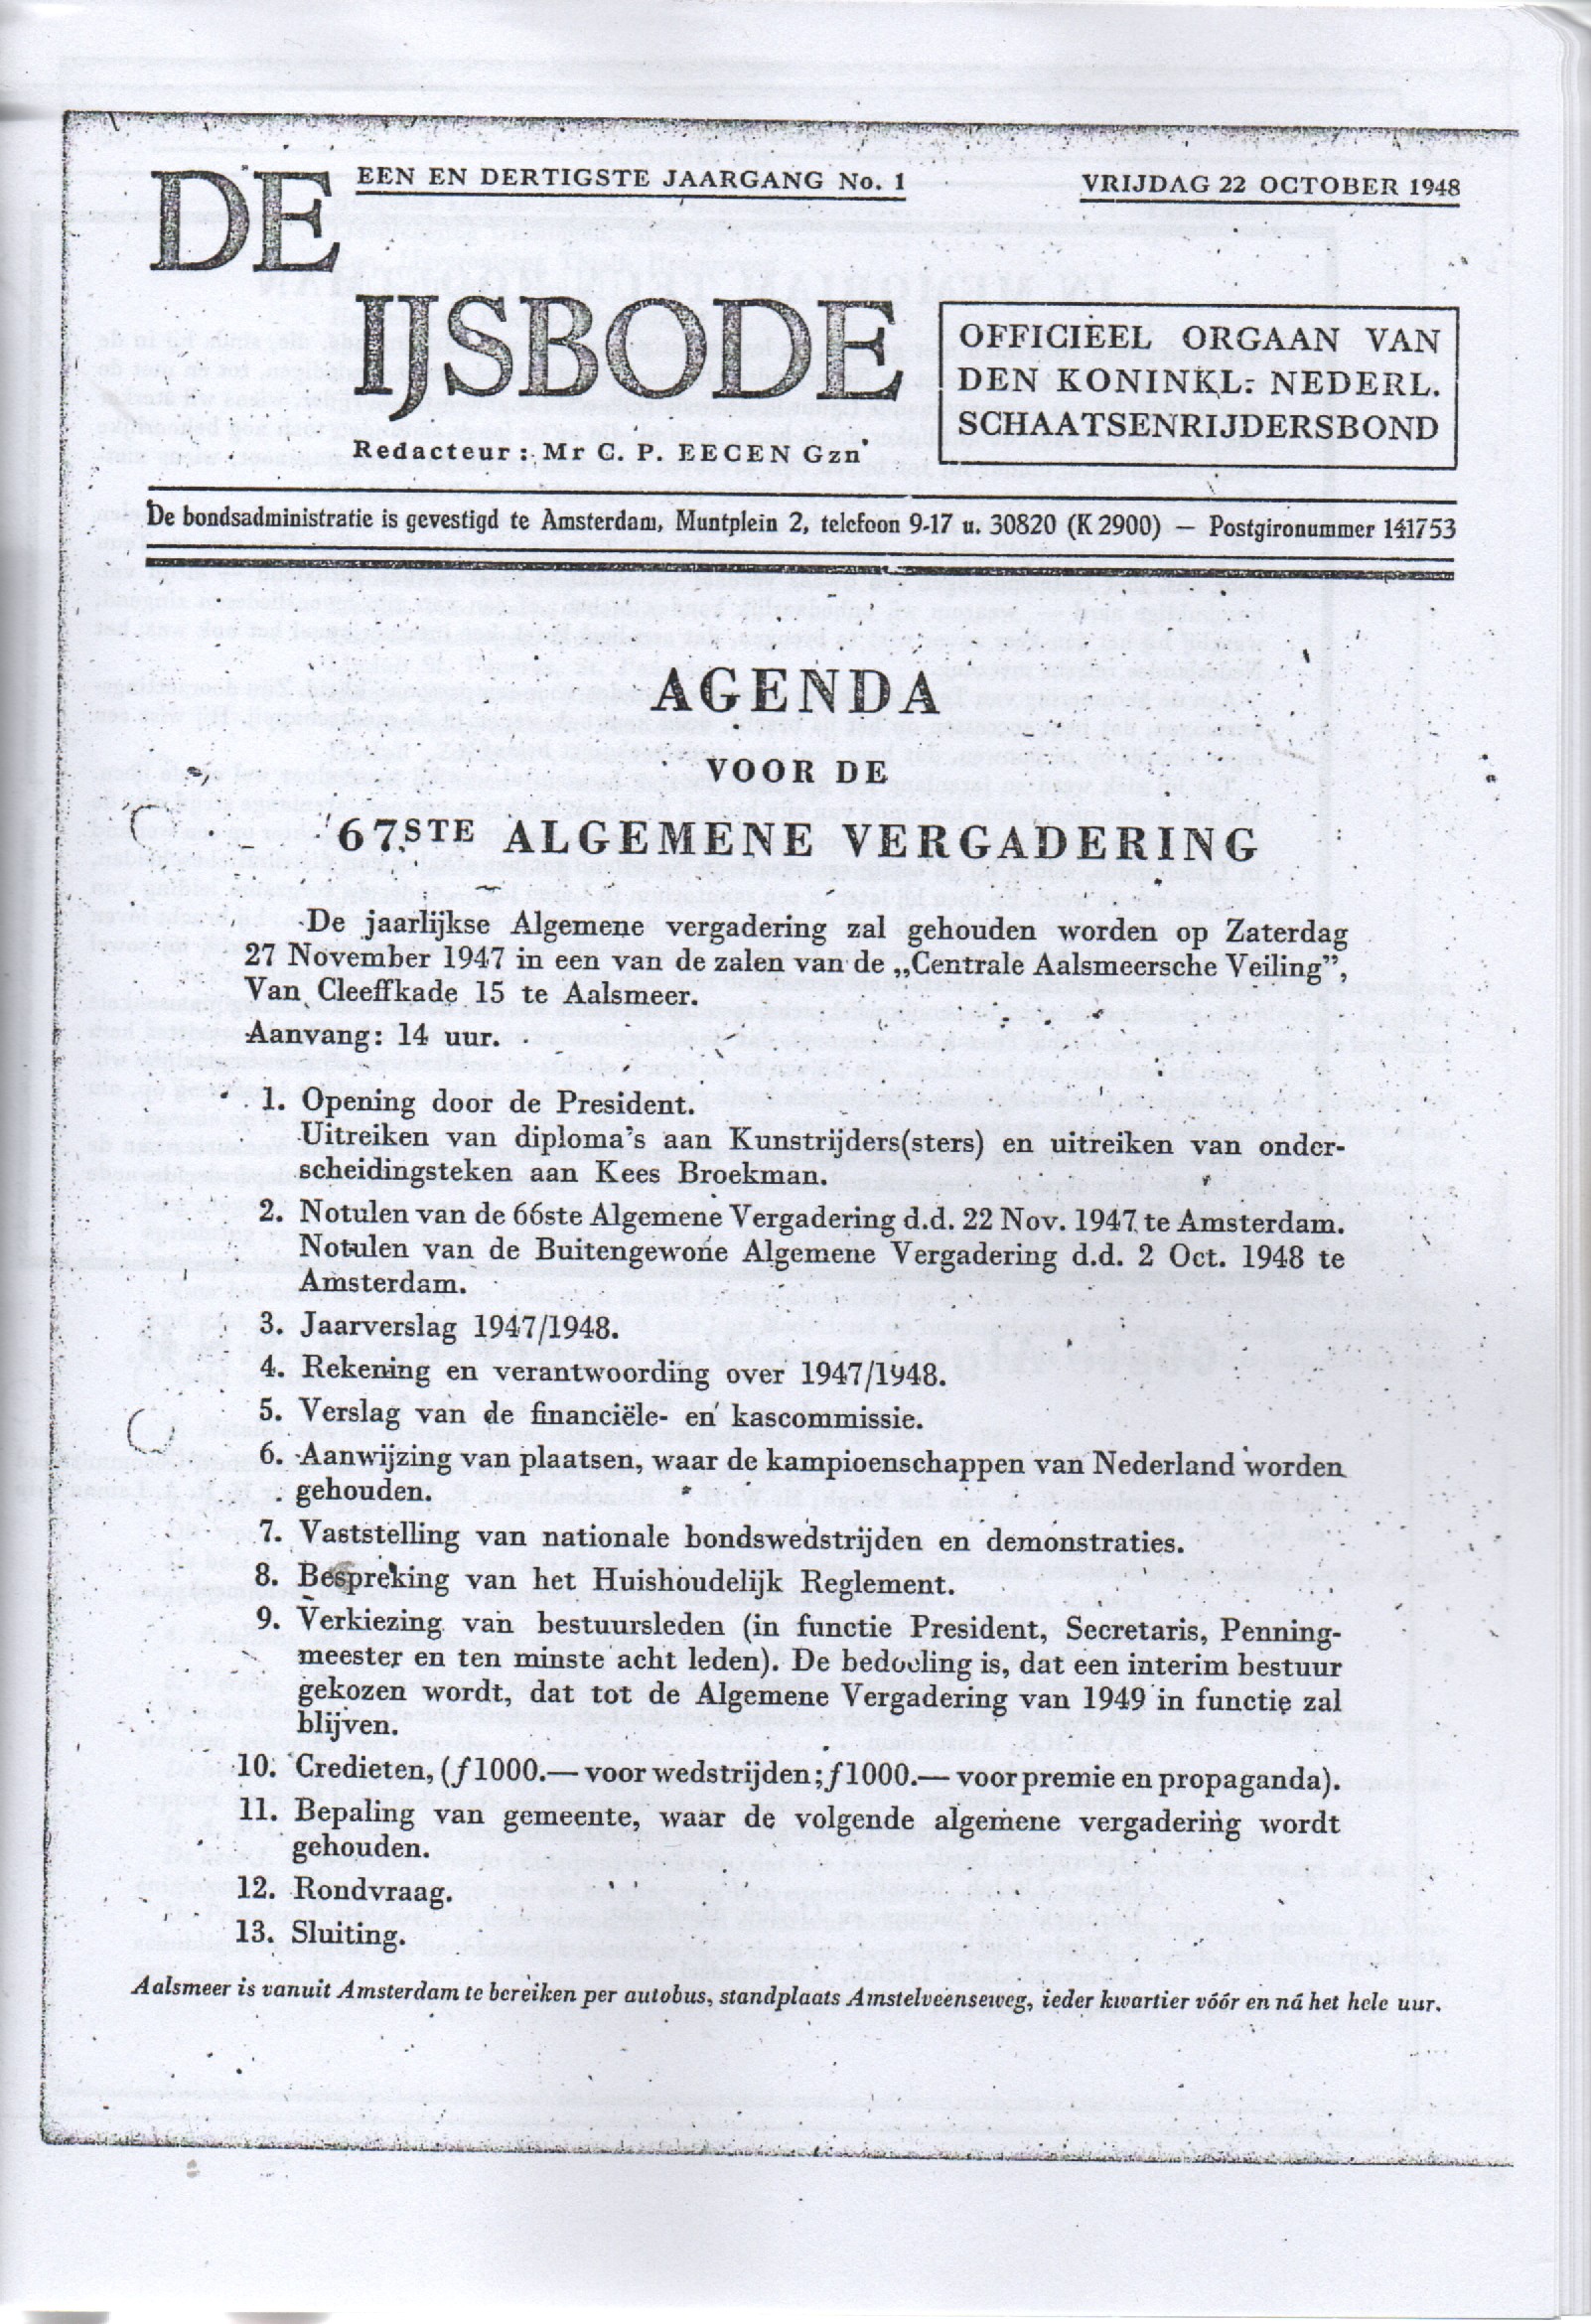 DE
EEN EN DERTIGSTE JAARGANG No. 1
VRIJDAG 22 OCTOBER 1948
IJSBODE
OFFICIËEL ORGAAN VAN
DEN KONINKL. NEDERL.
SCHAATSENRIJDERSBOND
Redacteur: Mr C. P. EECEN Gzn
De bondsadministratie is gevestigd te Amsterdam, Muntplein 2, telefoon 9-17 u. 30820 (K 2900) — Postgironummer 141753
AGENDA
VOOR DE
67STE ALGEMENE VERGADERING
De jaarlijkse Algemene vergadering zal gehouden worden op Zaterdag
27 November 1947 in een van de zalen van de „Centrale Aalsmeersche Veiling”,
Van Cleeffkade 15 te Aalsmeer.
Aanvang: 14 uur.
1. Opening door de President.
Uitreiken van diploma's aan Kunstrijders(sters) en uitreiken van onder-
scheidingsteken aan Kees Broekman.
2. Notulen van de 66ste Algemene Vergadering d.d. 22 Nov. 1947 te Amsterdam.
Notulen van de Buitengewone Algemene Vergadering d.d. 2 Oct. 1948 te
Amsterdam.
3. Jaarverslag 1947/1948.
4. Rekening en verantwoording over 1947/1948.
5. Verslag van de financiële- en kascommissie.
6. Aanwijzing van plaatsen, waar de kampioenschappen van Nederland worden
gehouden.
7. Vaststelling van nationale bondswedstrijden en demonstraties.
8. Bespreking van het Huishoudelijk Reglement.
9. Verkiezing van bestuursleden (in functie President, Secretaris, Penning-
meester en ten minste acht leden). De bedoeling is, dat een interim bestuur
gekozen wordt, dat tot de Algemene Vergadering van 1949 in functie zal
blijven.
10. Credieten, (ƒ 1000.— voor wedstrijden; ƒ 1000.— voor premie en propaganda).
11. Bepaling van gemeente, waar de volgende algemene vergadering wordt
gehouden.
12. Rondvraag.
13. Sluiting.
Aalsmeer is vanuit Amsterdam te bereiken per autobus, standplaats Amstelveenseweg, ieder kwartier vóór en ná het hele uur.